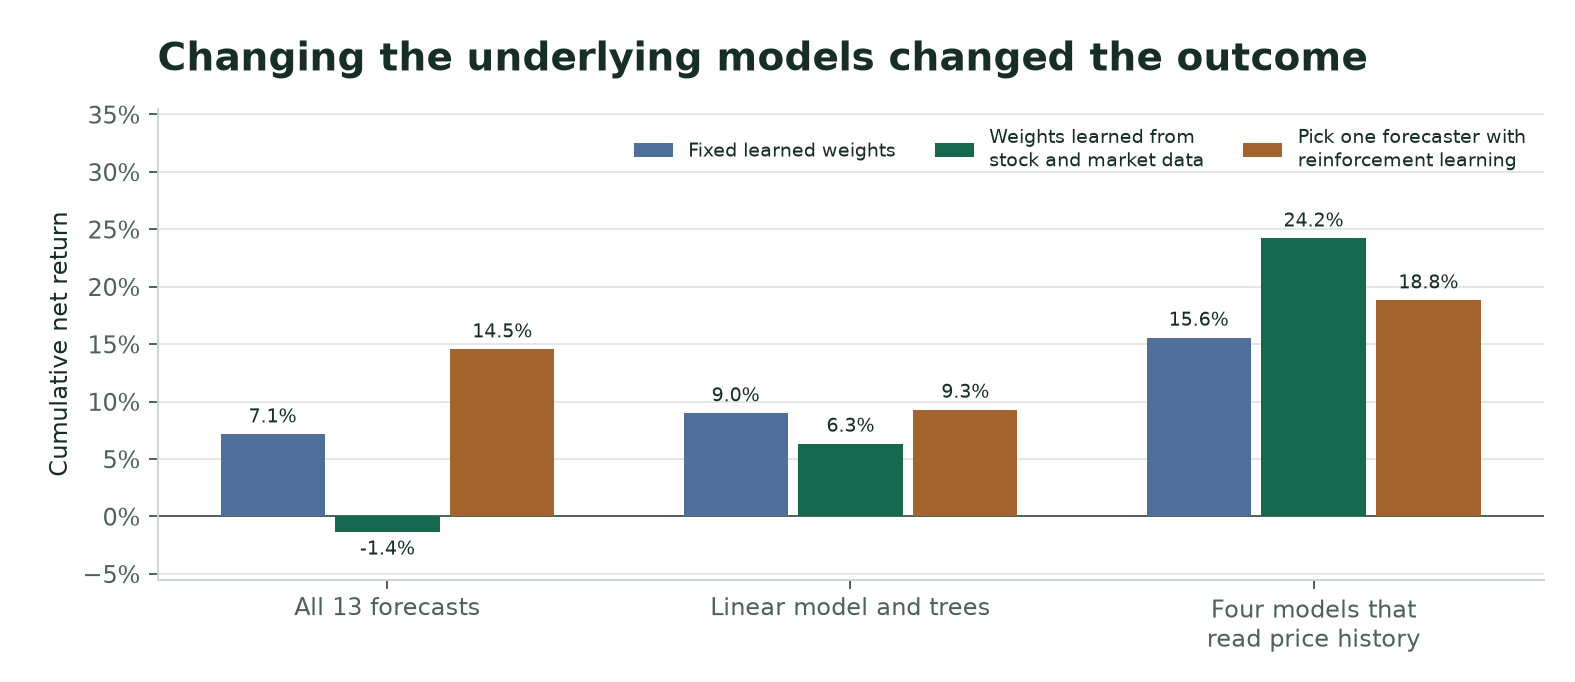 Changing the underlying models changed the outcome
35%
30%
25%
20%
15%
10%
5%
0%
−5%
Cumulative net return
Fixed learned weights
Weights learned from
stock and market data
Pick one forecaster with
reinforcement learning
7.1%
-1.4%
14.5%
9.0%
6.3%
9.3%
15.6%
24.2%
18.8%
All 13 forecasts
Linear model and trees
Four models that
read price history